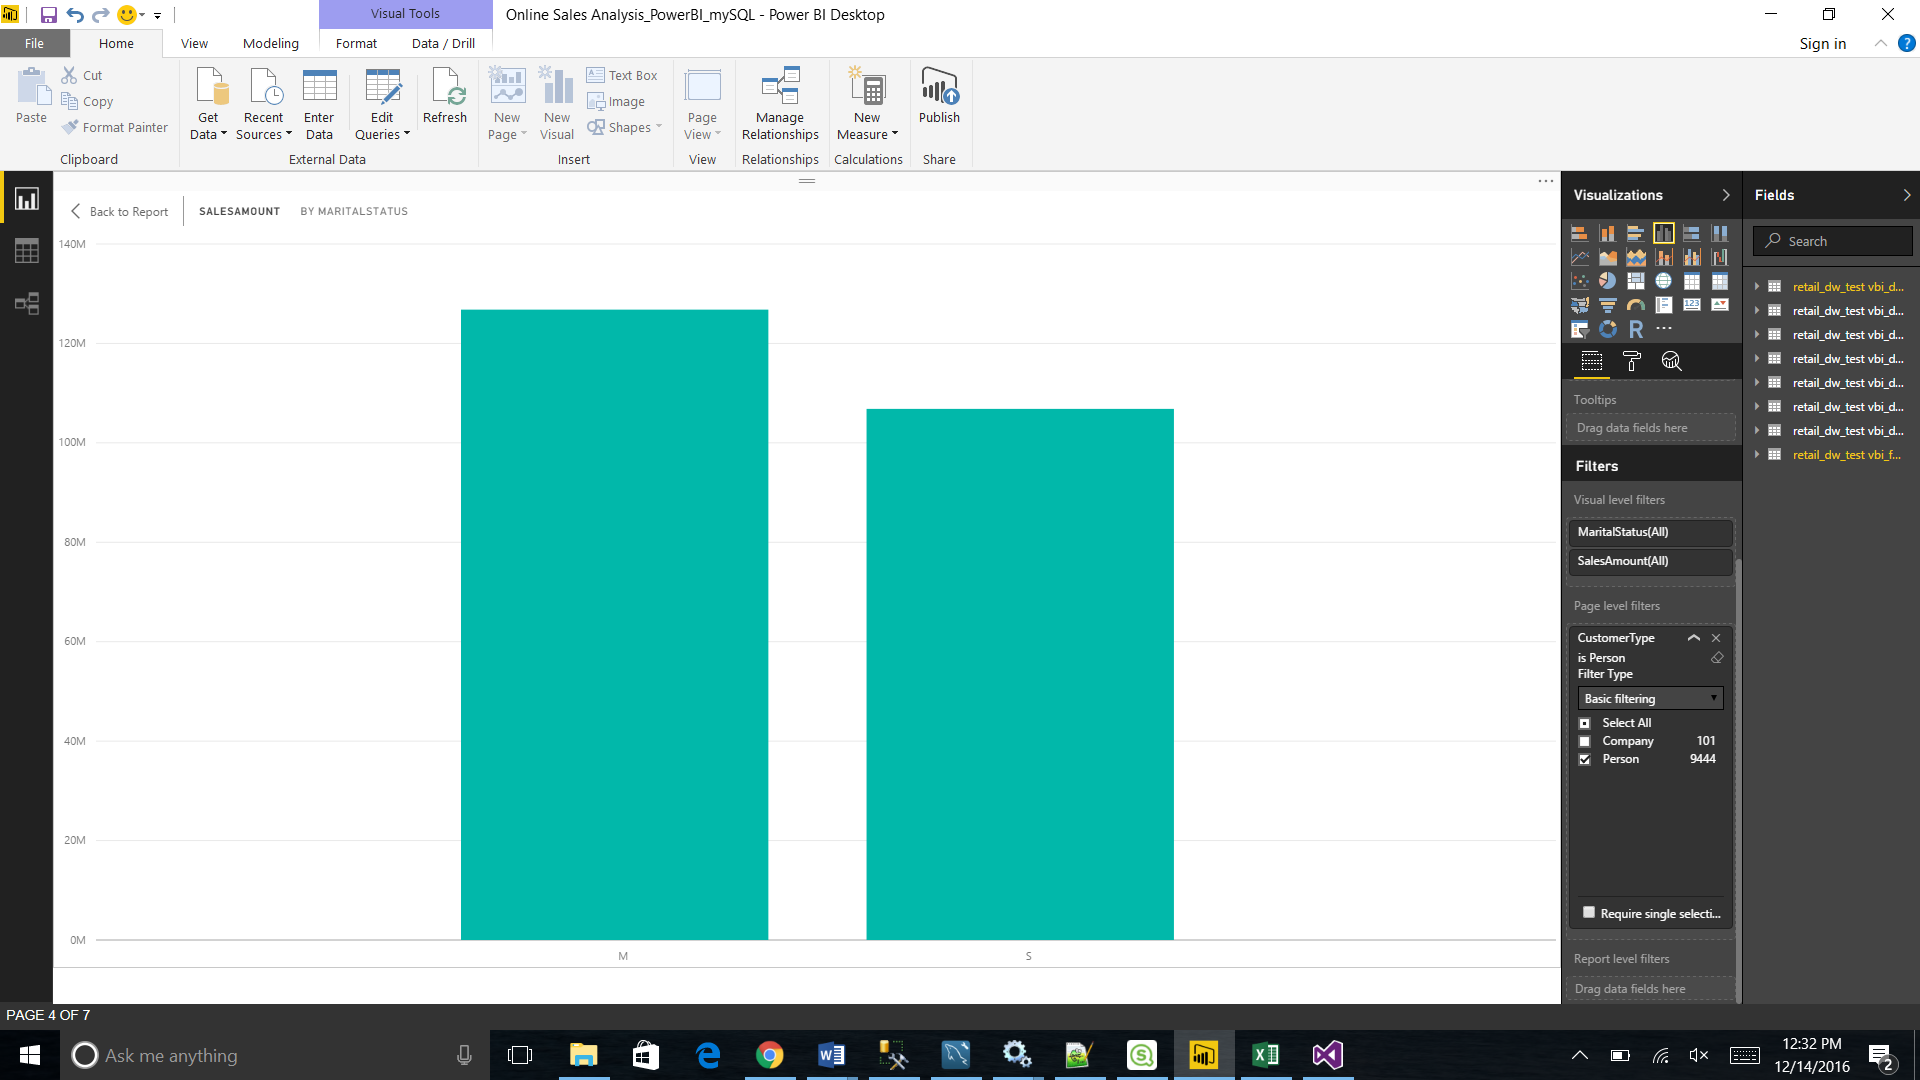 Visual Tools
Online Sales Analysis_PowerBI_mySQL - Power BI Desktop
File
Home
View
Modeling
Format
Data / Drill
Sign in
?
Paste
Cut
Copy
Format Painter
Clipboard
Get Data
Recent Sources
Enter Data
Edit Queries
Refresh
External Data
New Page
New Visual
Text Box
Image
Shapes
Insert
Page View
View
Manage Relationships
Relationships
New Measure
Calculations
Publish
Share
Back to Report
SALESAMOUNT
BY MARITALSTATUS
140M
120M
100M
80M
60M
40M
20M
0M
M
S
Visualizations
123
R
Tooltips
Drag data fields here
Filters
Visual level filters
MaritalStatus(All)
SalesAmount(All)
Page level filters
CustomerType
is Person
Filter Type
Basic filtering
Select All
Company 101
Person 9444
Require single selecti...
Report level filters
Drag data fields here
Fields
Search
retail_dw_test vbi_d...
retail_dw_test vbi_d...
retail_dw_test vbi_d...
retail_dw_test vbi_d...
retail_dw_test vbi_d...
retail_dw_test vbi_d...
retail_dw_test vbi_d...
retail_dw_test vbi_f...
PAGE 4 OF 7
Ask me anything
12:32 PM
12/14/2016
2